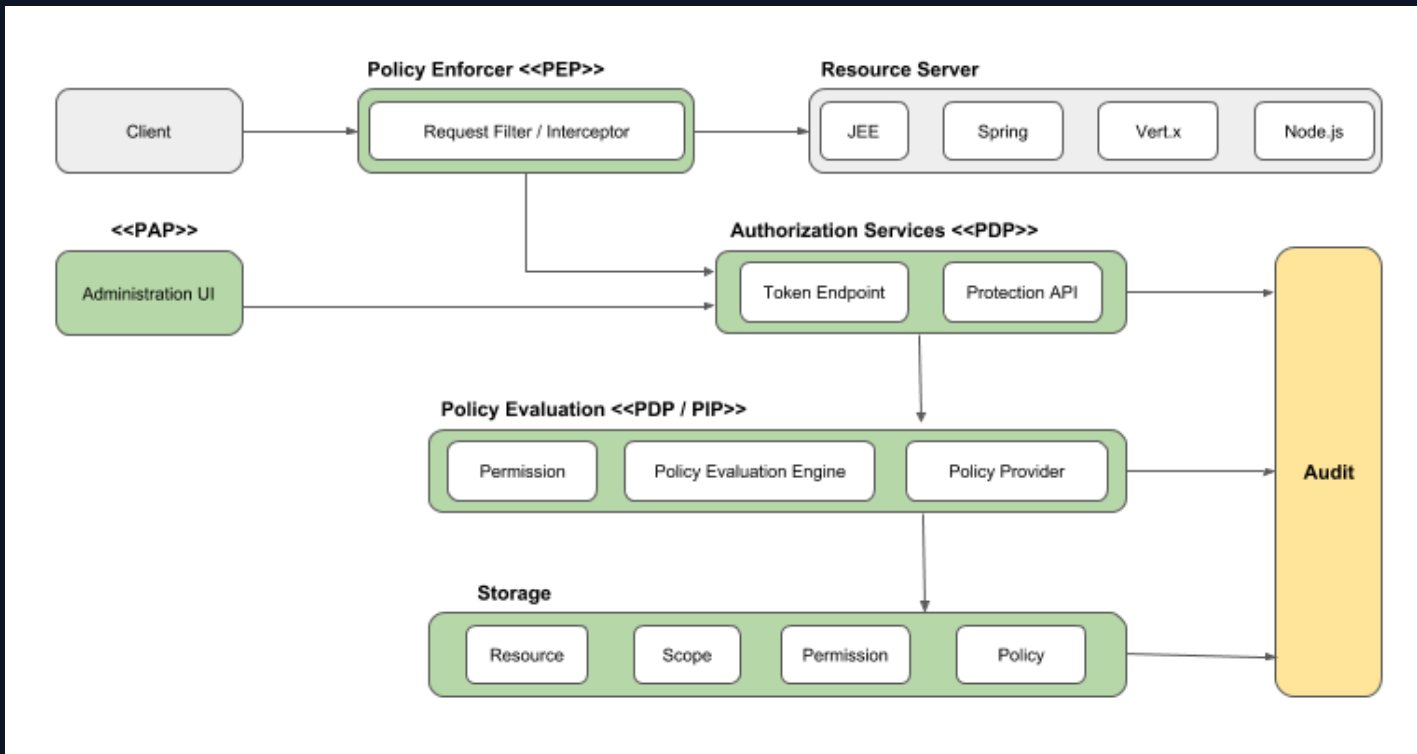 Policy Enforcer <<PEP>>
Resource Server
Client
Request Filter / Interceptor
JEE
Spring
Vert.x
Node.js
<<PAP>>
Authorization Services <<PDP>>
Administration UI
Token Endpoint
Protection API
Policy Evaluation <<PDP / PIP>>
Permission
Policy Evaluation Engine
Policy Provider
Audit
Storage
Resource
Scope
Permission
Policy